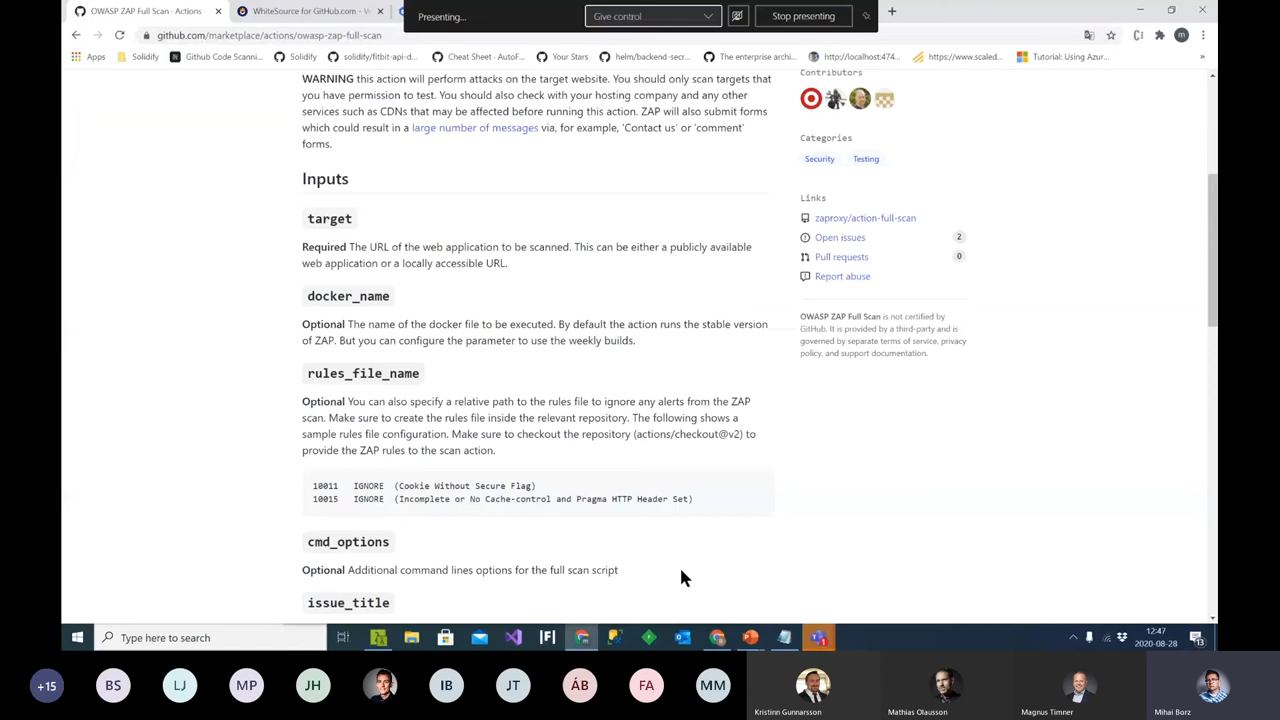 OWASP ZAP Full Scan - Actions
WhiteSource for GitHub.com - Ve
Presenting...
Give control
Stop presenting
github.com/marketplace/actions/owasp-zap-full-scan
Apps
Solidify
Github Code Scanni...
Solidify
solidify/fitbit-api-d...
Cheat Sheet - AutoF...
Your Stars
helm/backend-secr...
The enterprise archi...
http://localhost:474...
https://www.scaled...
Tutorial: Using Azur...
WARNING this action will perform attacks on the target website. You should only scan targets that
you have permission to test. You should also check with your hosting company and any other
services such as CDNs that may be affected before running this action. ZAP will also submit forms
which could result in a large number of messages via, for example, 'Contact us' or 'comment'
forms.
Inputs
target
Required The URL of the web application to be scanned. This can be either a publicly available
web application or a locally accessible URL.
docker_name
Optional The name of the docker file to be executed. By default the action runs the stable version
of ZAP. But you can configure the parameter to use the weekly builds.
rules_file_name
Optional You can also specify a relative path to the rules file to ignore any alerts from the ZAP
scan. Make sure to create the rules file inside the relevant repository. The following shows a
sample rules file configuration. Make sure to checkout the repository (actions/checkout@v2) to
provide the ZAP rules to the scan action.
10011 IGNORE (Cookie Without Secure Flag)
10015 IGNORE (Incomplete or No Cache-control and Pragma HTTP Header Set)
cmd_options
Optional Additional command lines options for the full scan script
issue_title
Contributors
Categories
Security Testing
Links
zaproxy/action-full-scan
Open issues 2
Pull requests 0
Report abuse
OWASP ZAP Full Scan is not certified by
GitHub. It is provided by a third-party and is
governed by separate terms of service, privacy
policy, and support documentation.
Type here to search
12:47
2020-08-28
13
+15
BS
LJ
MP
JH
IB
JT
ÁB
FA
MM
Kristinn Gunnarsson
Mathias Olausson
Magnus Timner
Mihai Borz